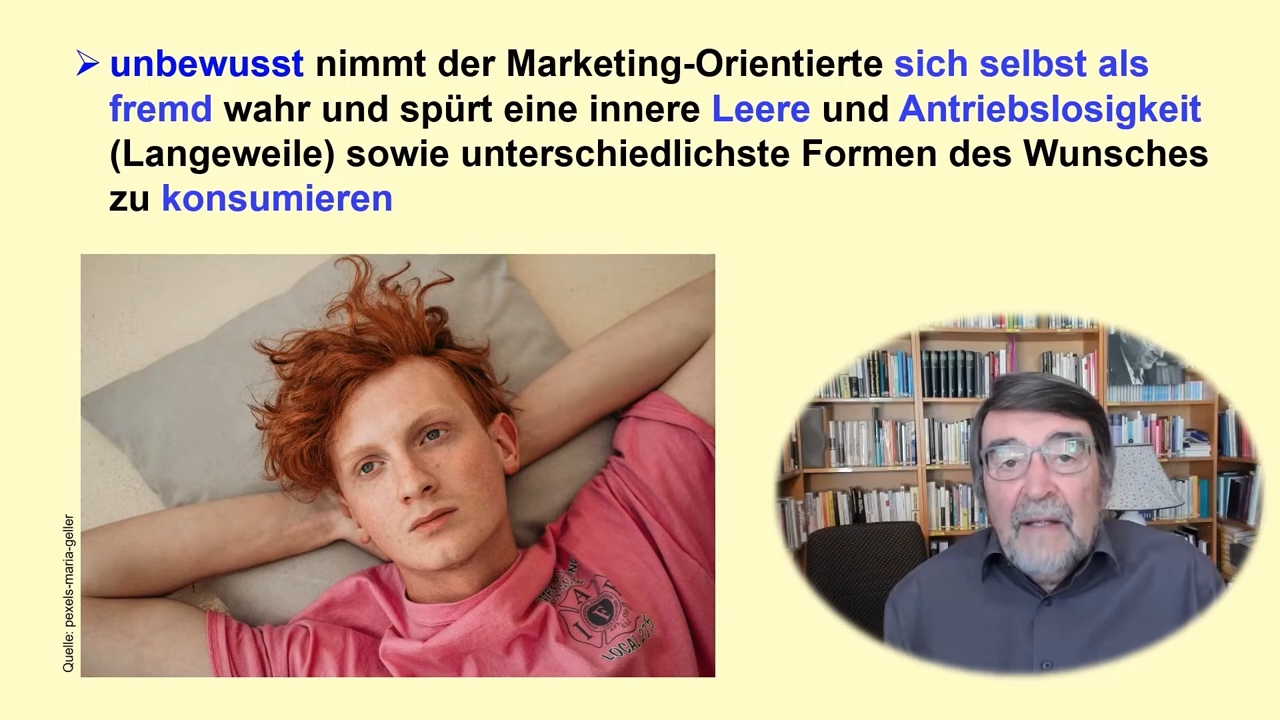 unbewusst nimmt der Marketing-Orientierte sich selbst als
fremd wahr und spürt eine innere Leere und Antriebslosigkeit
(Langeweile) sowie unterschiedlichste Formen des Wunsches
zu konsumieren
Quelle: pexels-maria-geller
IAFF